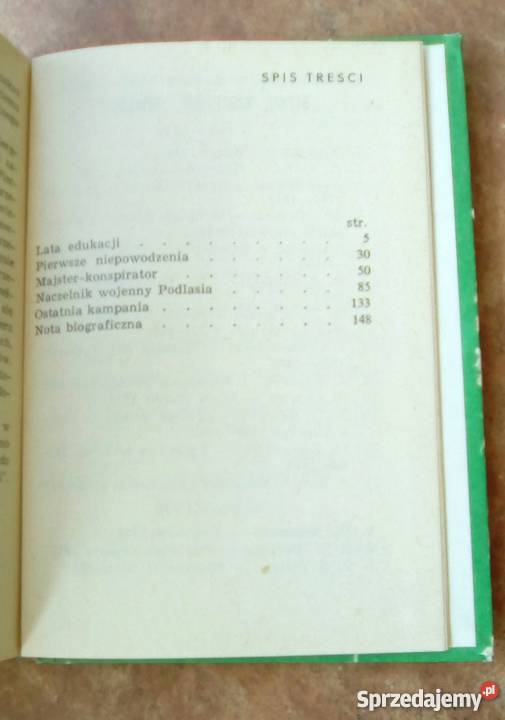 SPIS TREŚCI
str.
Lata edukacji . . . . . . . . 5
Pierwsze niepowodzenia . . . . . . 30
Majster-konspirator . . . . . . . 50
Naczelnik wojenny Podlasia . . . . . 85
Ostatnia kampania . . . . . . . 133
Nota biograficzna . . . . . . . 148
Sprzedajemy.pl